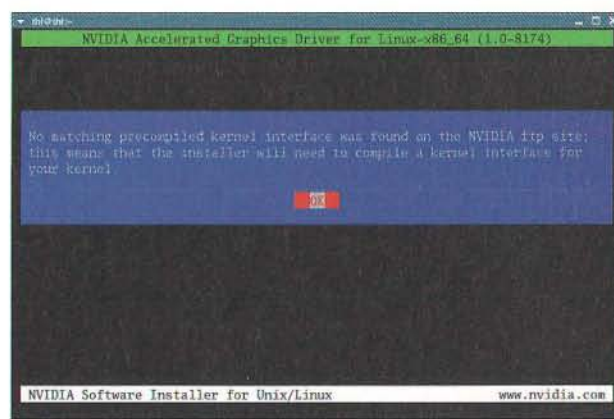 NVIDIA Accelerated Graphics Driver for Linux-x86_64 (1.0-8174)
No matching precompiled kernel interface was found on the NVIDIA ftp site;
this means that the installer will need to compile a kernel interface for
your kernel.
OK
NVIDIA Software Installer for Unix/Linux
www.nvidia.com